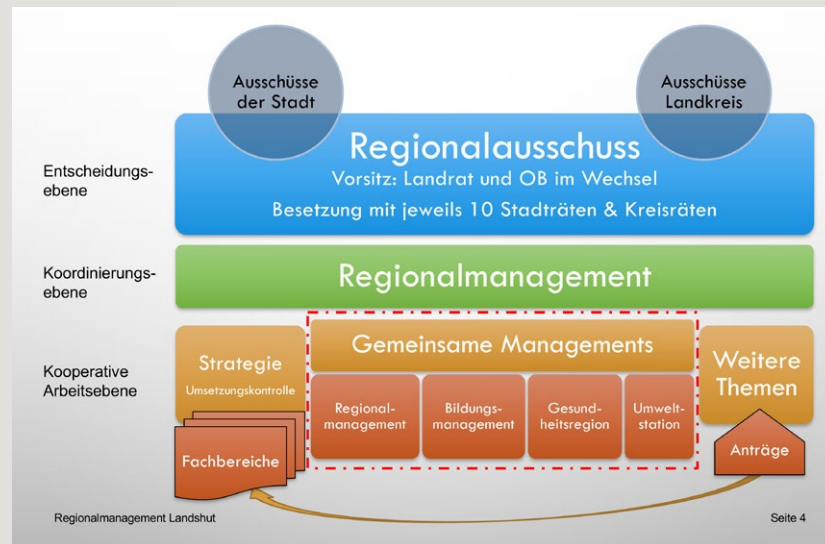 Ausschüsse
der Stadt
Ausschüsse
Landkreis
Entscheidungs-
ebene
Regionalausschuss
Vorsitz: Landrat und OB im Wechsel
Besetzung mit jeweils 10 Stadträten & Kreisräten
Koordinierungs-
ebene
Regionalmanagement
Kooperative
Arbeitsebene
Strategie
Umsetzungskontrolle
Fachbereiche
Gemeinsame Managements
Regional-
management
Bildungs-
management
Gesund-
heitsregion
Umwelt-
station
Weitere
Themen
Anträge
Regionalmanagement Landshut
Seite 4